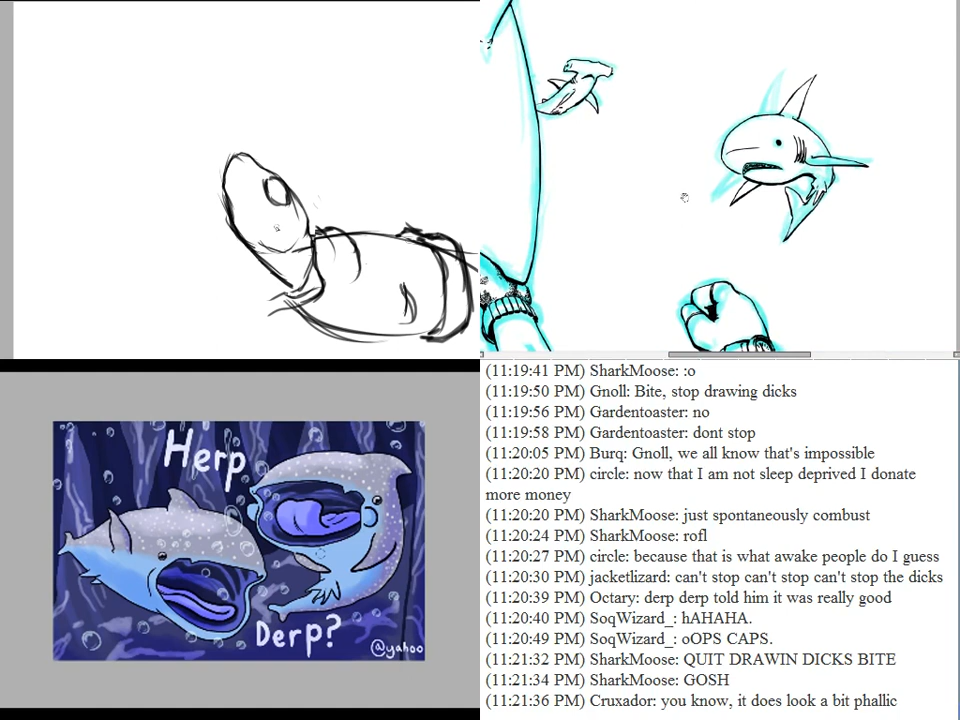 Herp
Derp?
@yahoo
(11:19:41 PM) SharkMoose: :o
(11:19:50 PM) Gnoll: Bite, stop drawing dicks
(11:19:56 PM) Gardentoaster: no
(11:19:58 PM) Gardentoaster: dont stop
(11:20:05 PM) Burq: Gnoll, we all know that's impossible
(11:20:20 PM) circle: now that I am not sleep deprived I donate
more money
(11:20:20 PM) SharkMoose: just spontaneously combust
(11:20:24 PM) SharkMoose: rofl
(11:20:27 PM) circle: because that is what awake people do I guess
(11:20:30 PM) jacketlizard: can't stop can't stop can't stop the dicks
(11:20:39 PM) Octary: derp derp told him it was really good
(11:20:40 PM) SoqWizard_: hAHAHA.
(11:20:49 PM) SoqWizard_: oOPS CAPS.
(11:21:32 PM) SharkMoose: QUIT DRAWIN DICKS BITE
(11:21:34 PM) SharkMoose: GOSH
(11:21:36 PM) Cruxador: you know, it does look a bit phallic